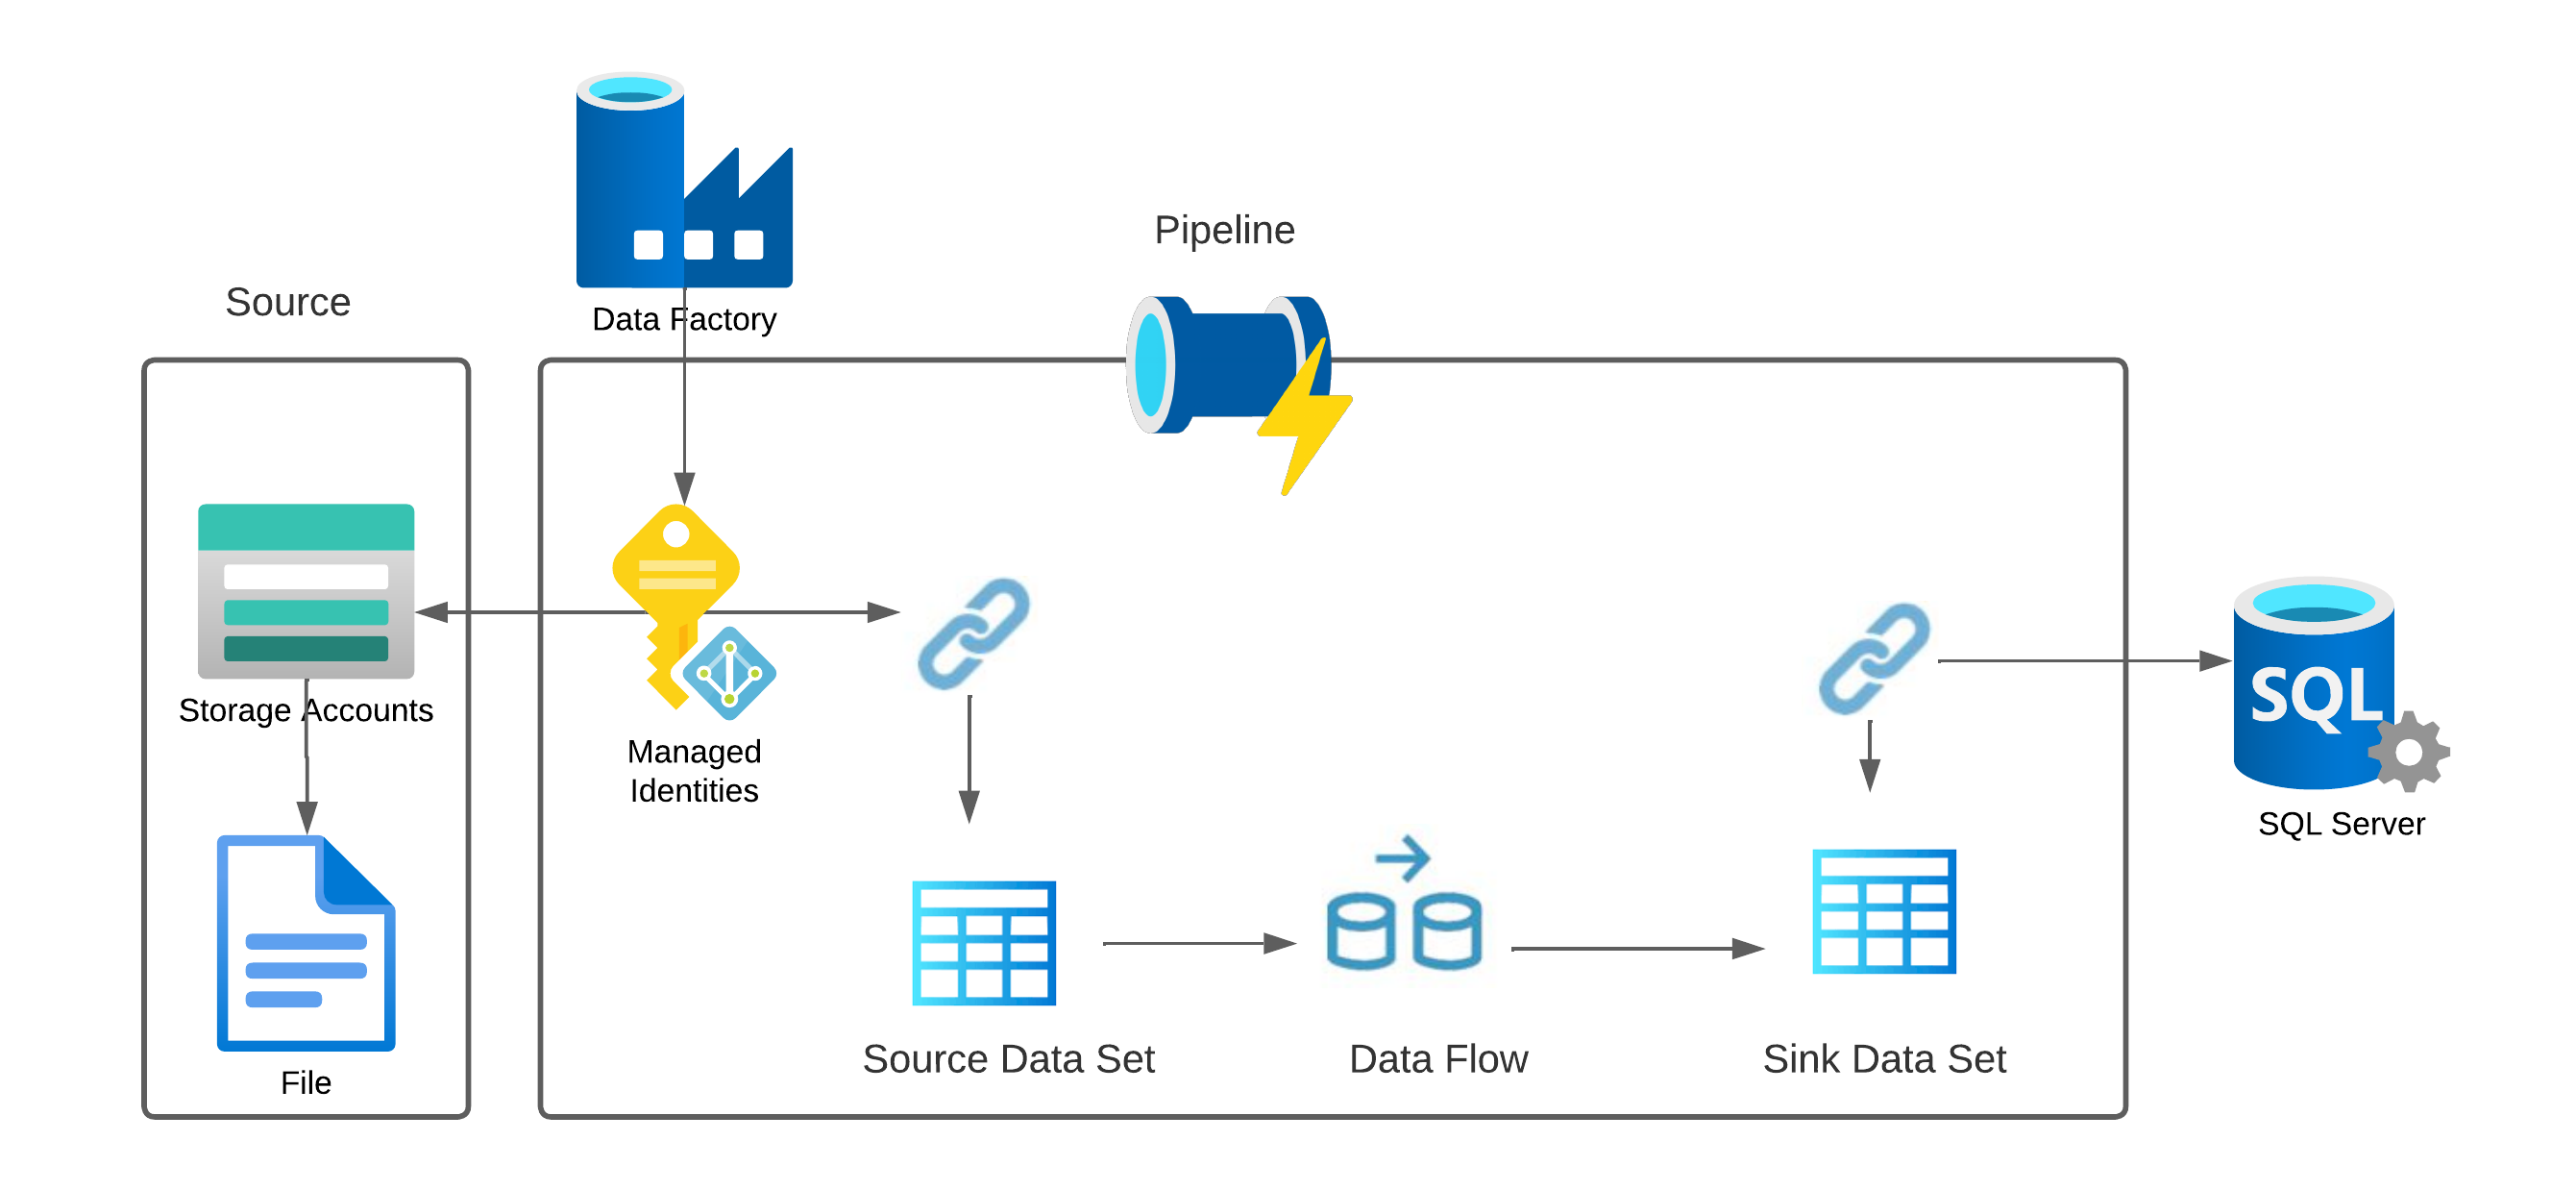 Pipeline
Source
Data Factory
Storage Accounts
Managed
Identities
SQL
SQL Server
Source Data Set
Data Flow
Sink Data Set
File